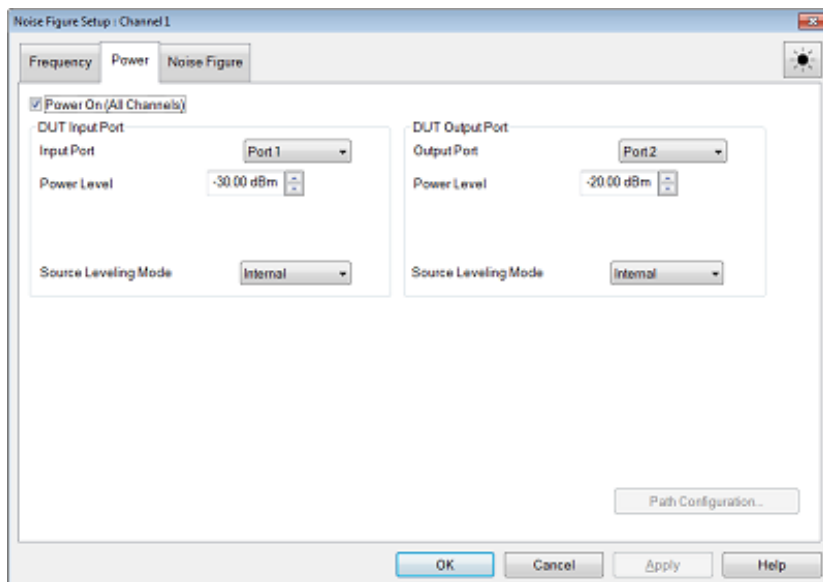 Noise Figure Setup : Channel 1
Frequency Power Noise Figure
Power On (All Channels)
DUT Input Port
Input Port Port 1
Power Level -30.00 dBm
Source Leveling Mode Internal
DUT Output Port
Output Port Port 2
Power Level -20.00 dBm
Source Leveling Mode Internal
Path Configuration...
OK Cancel Apply Help